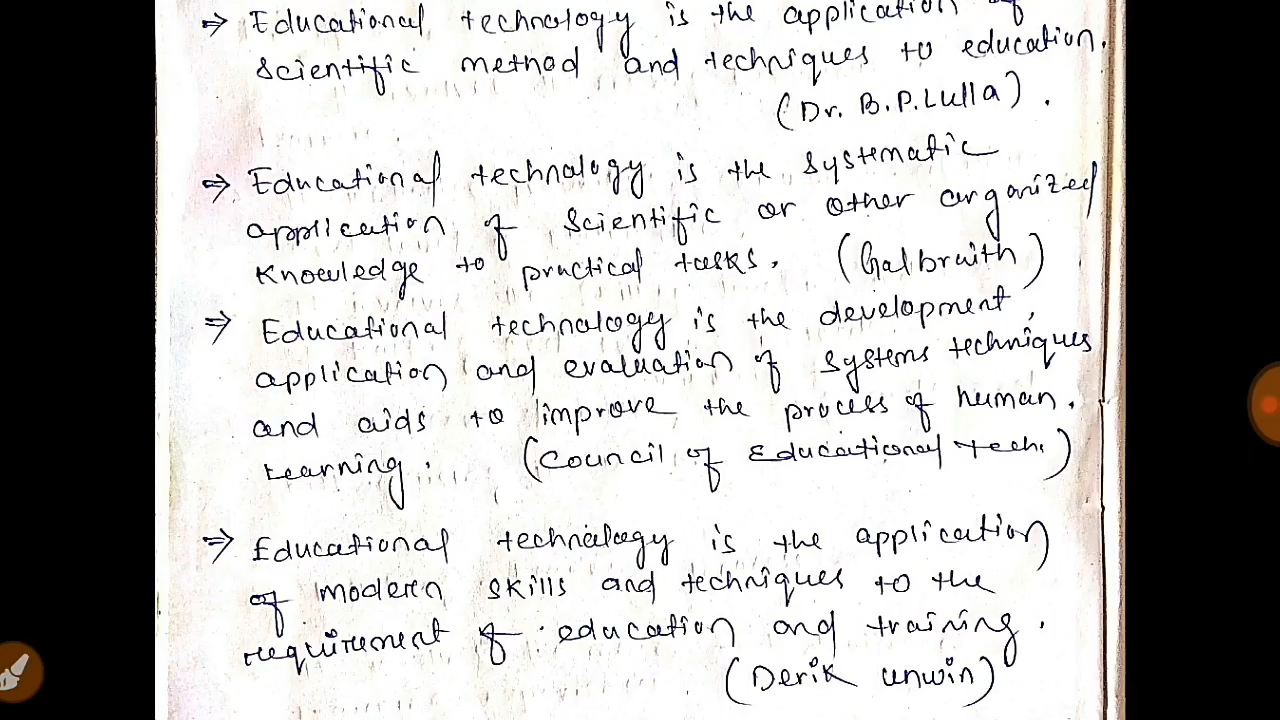 ⇒ Educational technology is the application of
scientific method and techniques to education.
(Dr. B.P. Lulla).
⇒ Educational technology is the systematic
application of scientific or other organized
knowledge to practical tasks. (Galbraith)
⇒ Educational technology is the development,
application and evaluation of systems techniques
and aids to improve the process of human.
learning. (Council of Educational tech.)
⇒ Educational technology is the application
of modern skills and techniques to the
requirement of education and training.
(Derik unwin)